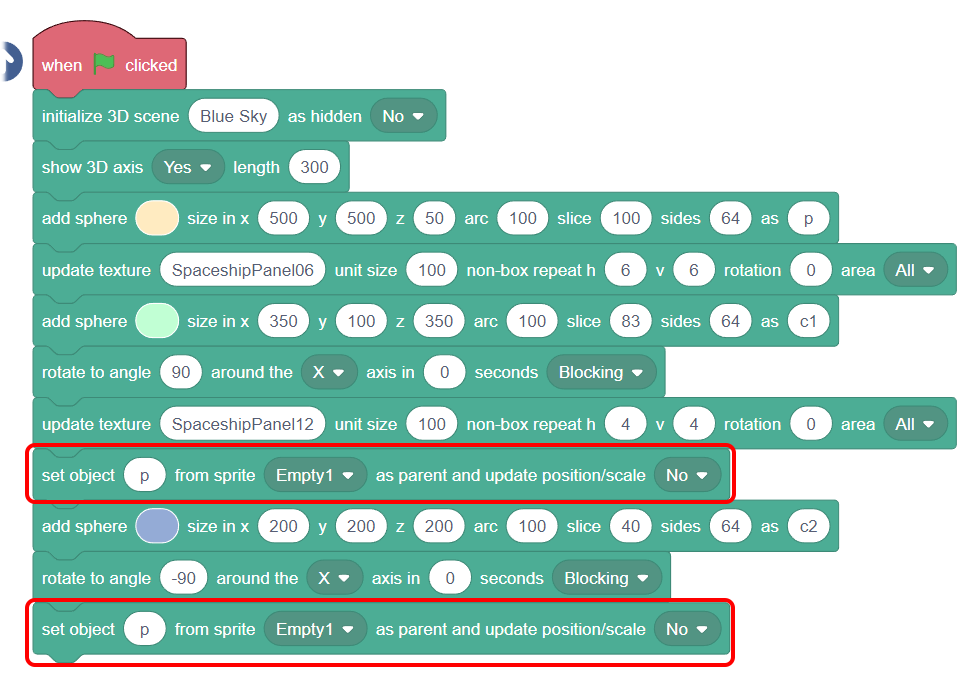 when clicked
initialize 3D scene Blue Sky as hidden No
show 3D axis Yes length 300
add sphere size in x 500 y 500 z 50 arc 100 slice 100 sides 64 as p
update texture SpaceshipPanel06 unit size 100 non-box repeat h 6 v 6 rotation 0 area All
add sphere size in x 350 y 100 z 350 arc 100 slice 83 sides 64 as c1
rotate to angle 90 around the X axis in 0 seconds Blocking
update texture SpaceshipPanel12 unit size 100 non-box repeat h 4 v 4 rotation 0 area All
set object p from sprite Empty1 as parent and update position/scale No
add sphere size in x 200 y 200 z 200 arc 100 slice 40 sides 64 as c2
rotate to angle -90 around the X axis in 0 seconds Blocking
set object p from sprite Empty1 as parent and update position/scale No